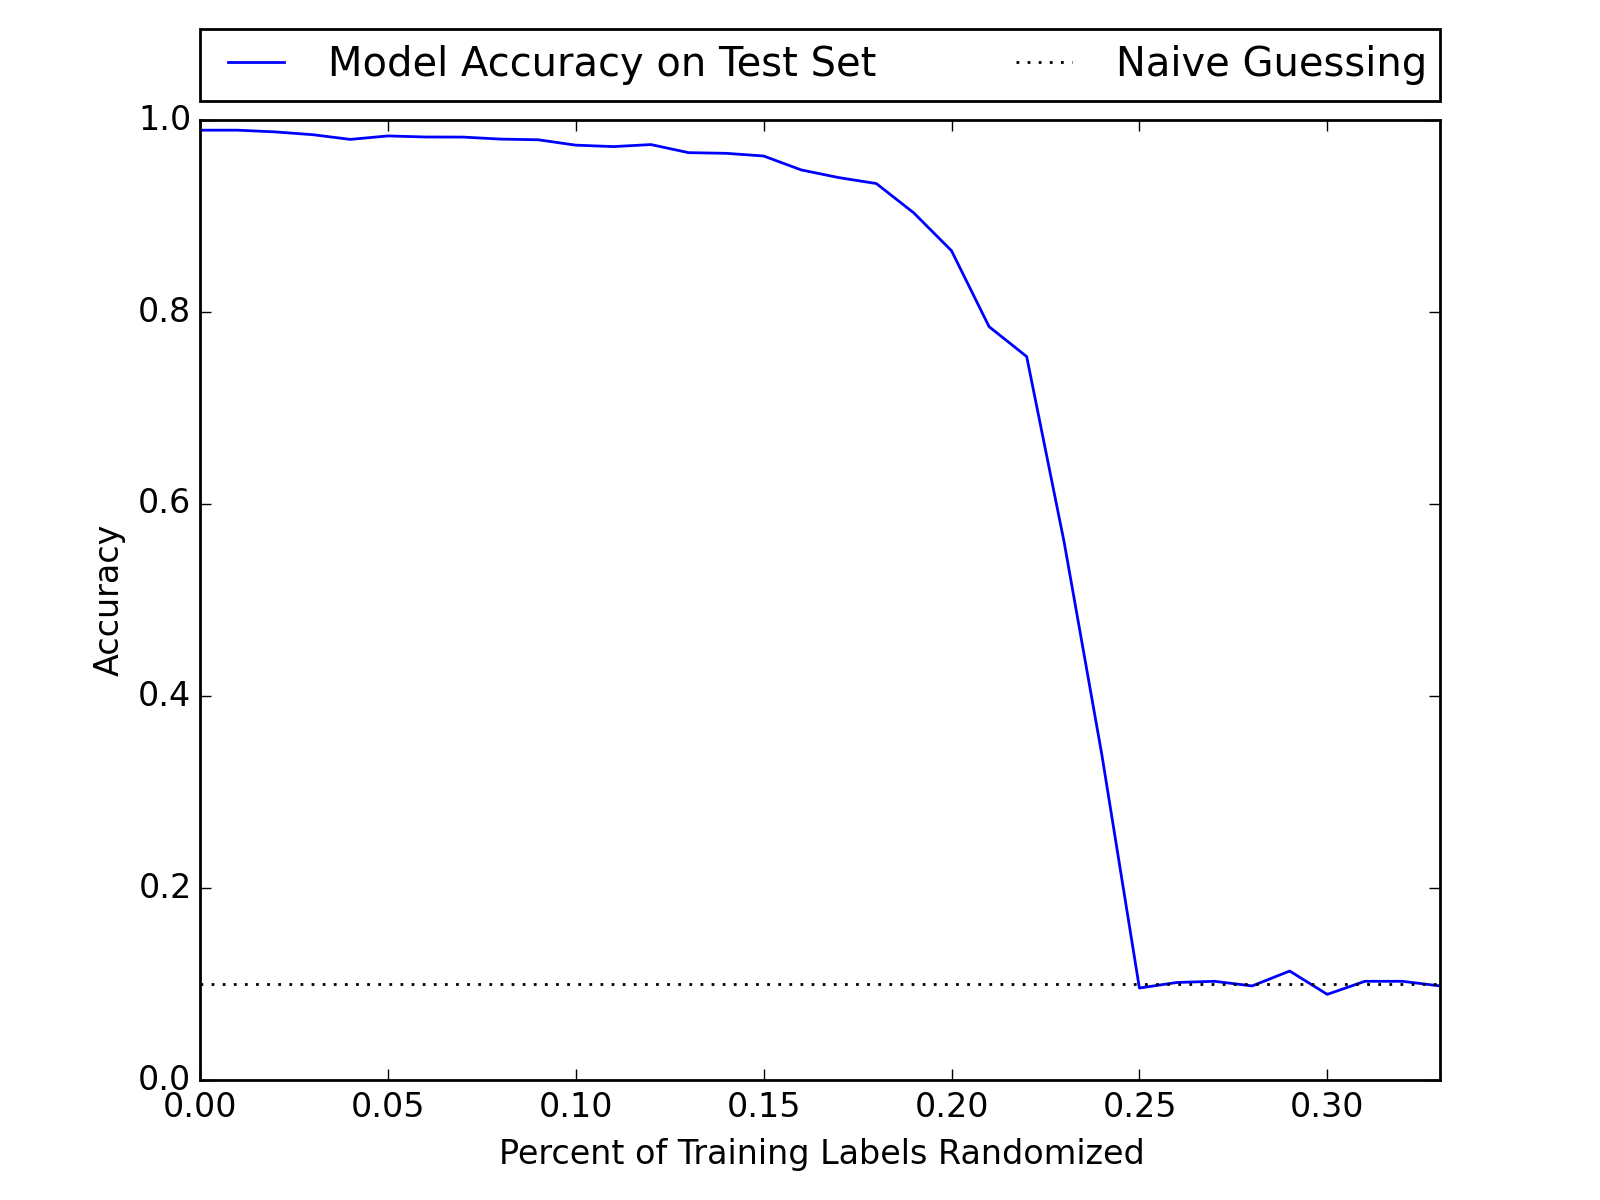 Model Accuracy on Test Set Naive Guessing
1.0
0.8
0.6
0.4
0.2
0.0
Accuracy
0.00 0.05 0.10 0.15 0.20 0.25 0.30
Percent of Training Labels Randomized